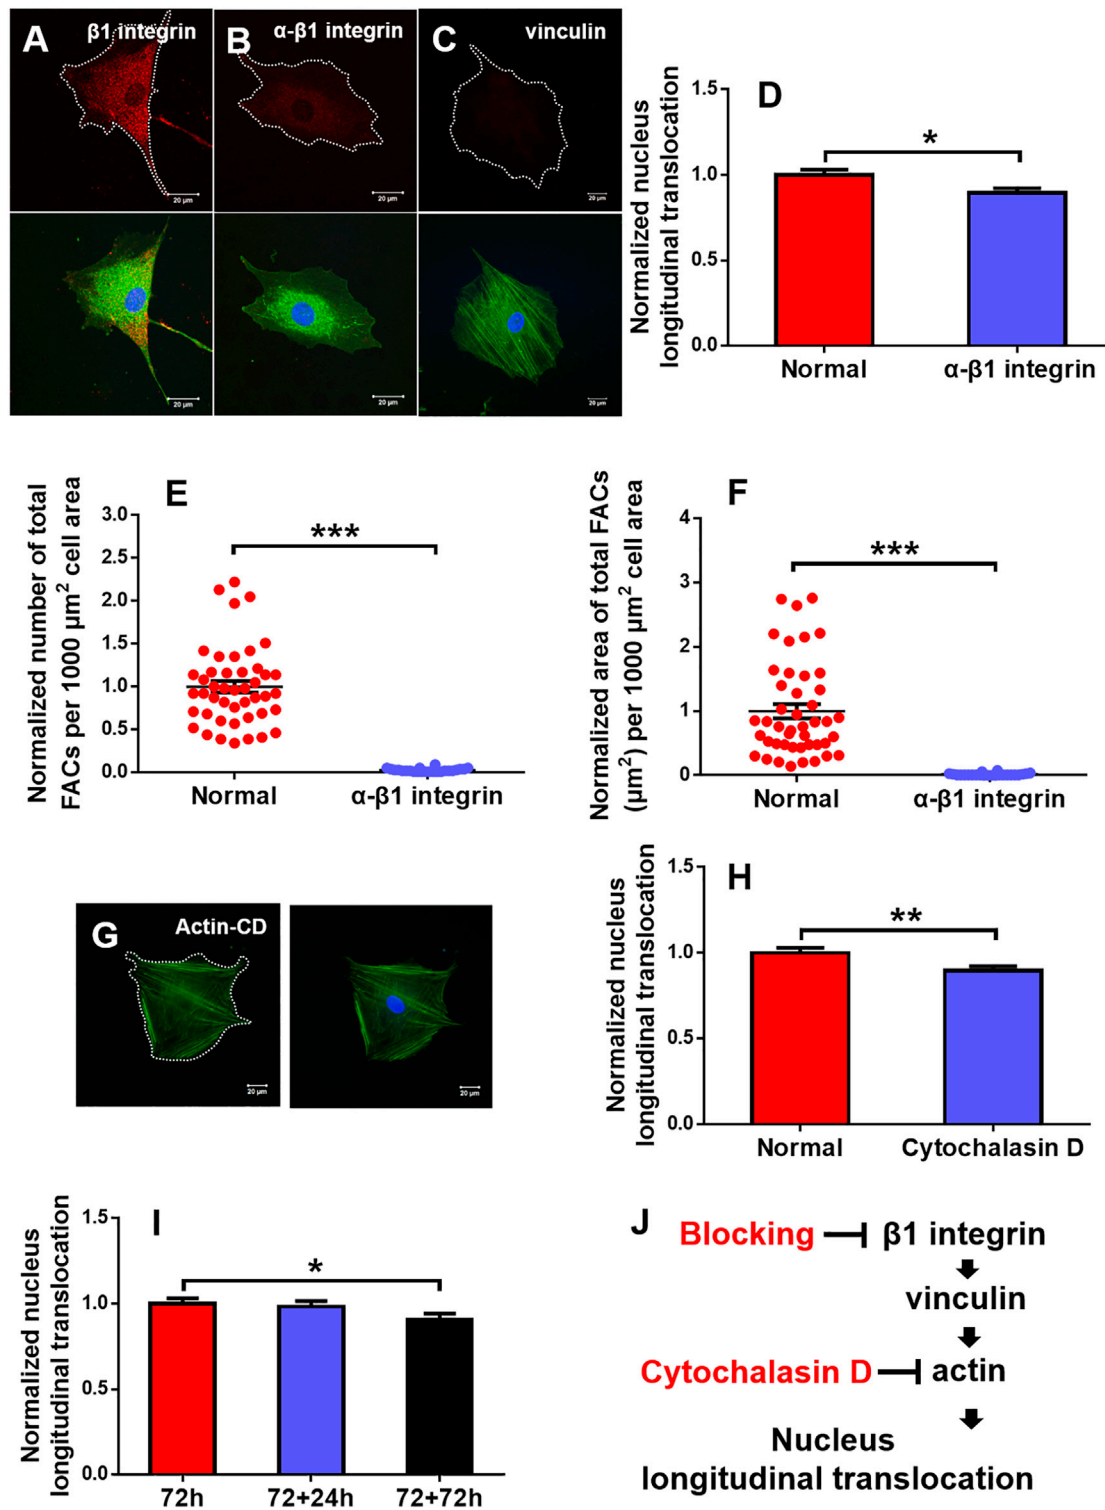 A
β1 integrin
B
α-β1 integrin
C
vinculin
20 µm
20 µm
20 µm
20 µm
20 µm
20 µm
D
Normalized nucleus
longitudinal translocation
1.5
1.0
0.5
0.0
*
Normal
α-β1 integrin
E
Normalized number of total
FACs per 1000 µm² cell area
3.0
2.5
2.0
1.5
1.0
0.5
0.0
***
Normal
α-β1 integrin
F
Normalized area of total FACs
(µm²) per 1000 µm² cell area
4
3
2
1
0
***
Normal
α-β1 integrin
G
Actin-CD
20 µm
20 µm
H
Normalized nucleus
longitudinal translocation
1.5
1.0
0.5
0.0
**
Normal
Cytochalasin D
I
Normalized nucleus
longitudinal translocation
1.5
1.0
0.5
0.0
*
72h
72+24h
72+72h
J
Blocking
β1 integrin
vinculin
Cytochalasin D
actin
Nucleus
longitudinal translocation